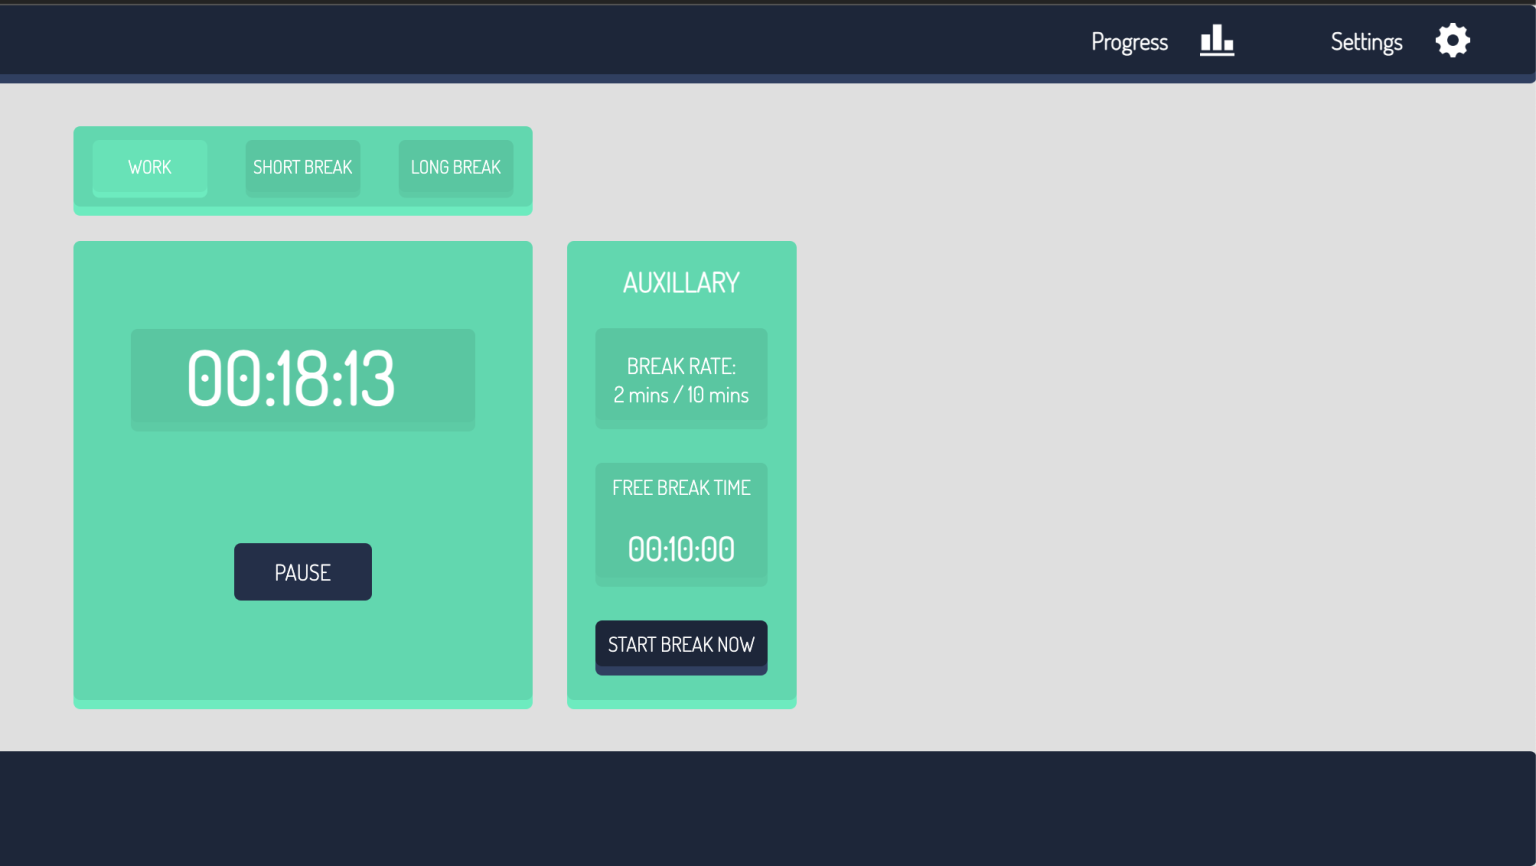 Progress
Settings
WORK
SHORT BREAK
LONG BREAK
00:18:13
PAUSE
AUXILLARY
BREAK RATE:
2 mins / 10 mins
FREE BREAK TIME
00:10:00
START BREAK NOW